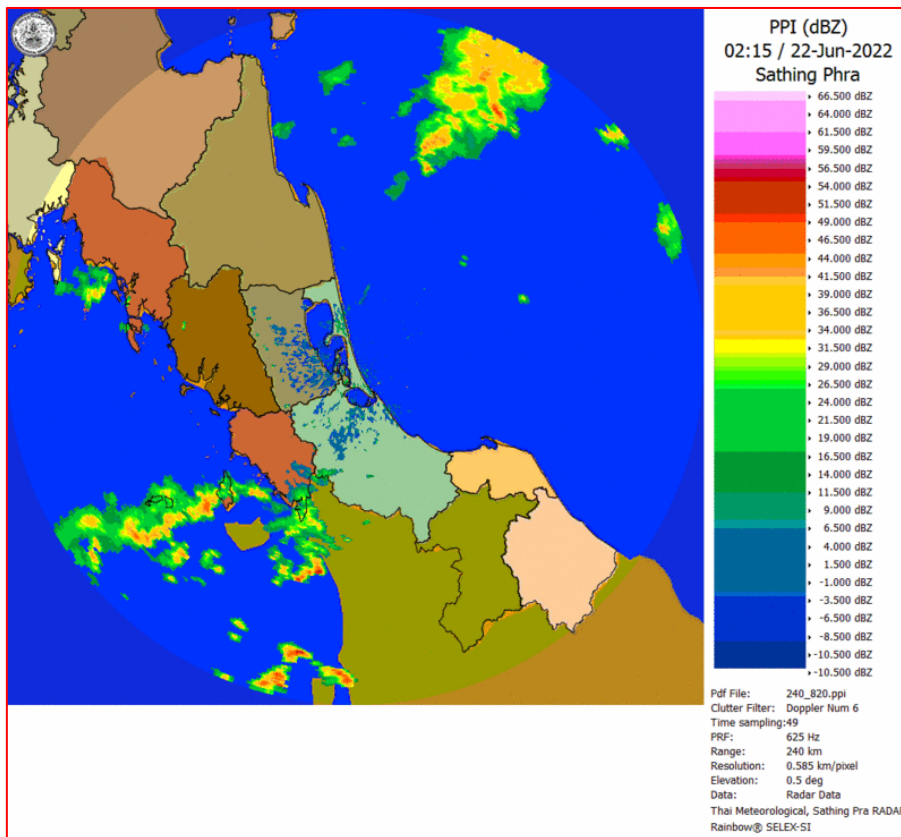 PPI (dBZ)
02:15 / 22-Jun-2022
Sathing Phra
66.500 dBZ
64.000 dBZ
61.500 dBZ
59.500 dBZ
56.500 dBZ
54.000 dBZ
51.500 dBZ
49.000 dBZ
46.500 dBZ
44.000 dBZ
41.500 dBZ
39.000 dBZ
36.500 dBZ
34.000 dBZ
31.500 dBZ
29.000 dBZ
26.500 dBZ
24.000 dBZ
21.500 dBZ
19.000 dBZ
16.500 dBZ
14.000 dBZ
11.500 dBZ
9.000 dBZ
6.500 dBZ
4.000 dBZ
1.500 dBZ
-1.000 dBZ
-3.500 dBZ
-6.500 dBZ
-8.500 dBZ
-10.500 dBZ
-10.500 dBZ
Pdf File: 240_820.ppi
Clutter Filter: Doppler Num 6
Time sampling:49
PRF: 625 Hz
Range: 240 km
Resolution: 0.585 km/pixel
Elevation: 0.5 deg
Data: Radar Data
Thai Meteorological, Sathing Pra RADA
Rainbow® SELEX-SI